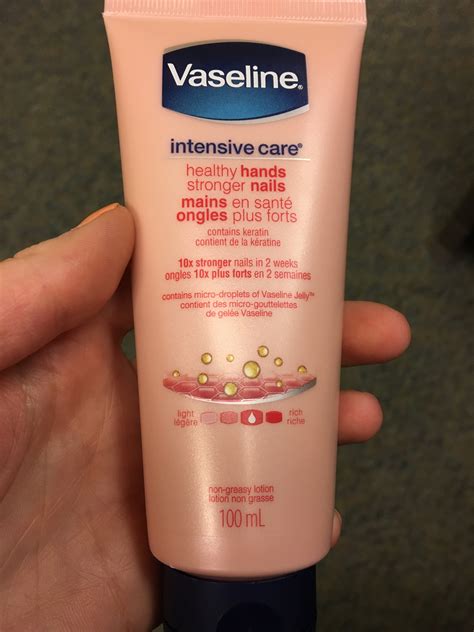 Vaseline®
intensive care®
healthy hands
stronger nails
mains en santé
ongles plus forts
contains keratin
contient de la kératine
10x stronger nails in 2 weeks
ongles 10x plus forts en 2 semaines
contains micro-droplets of Vaseline Jelly™
contient des micro-gouttelettes
de gelée Vaseline
light rich
légère riche
non-greasy lotion
lotion non grasse
100 mL